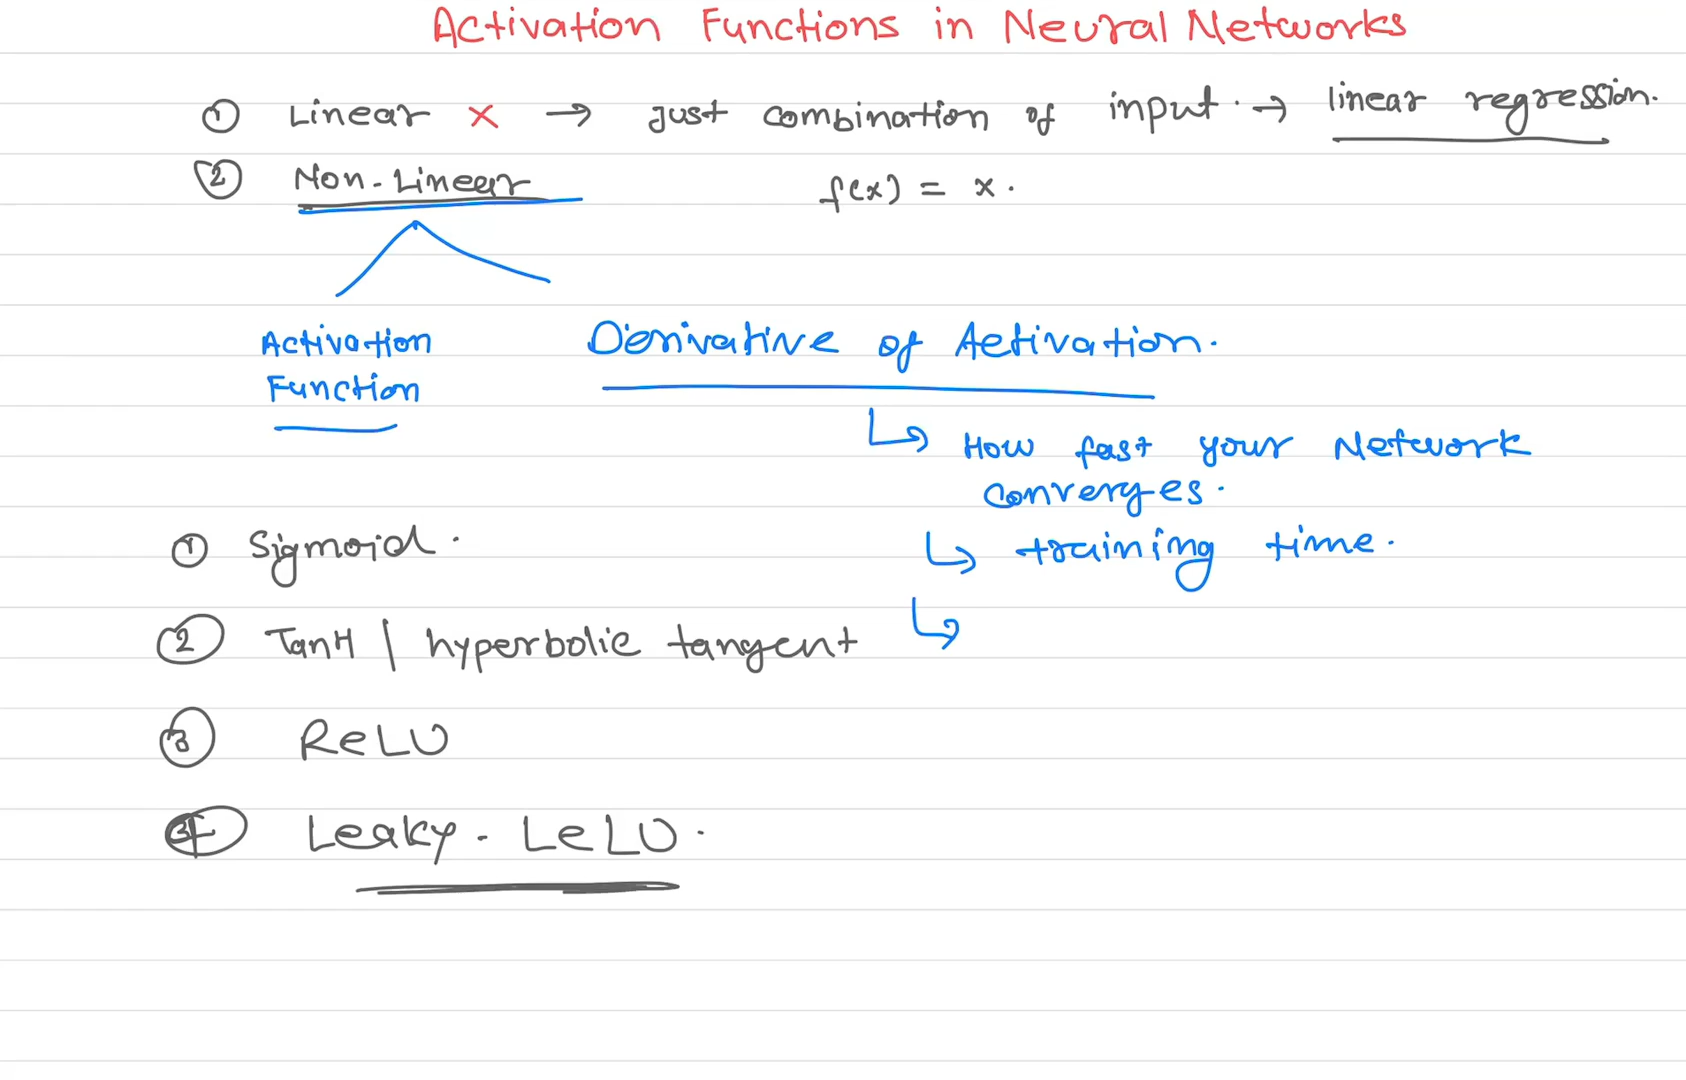 Activation Functions in Neural Networks
① Linear × → just combination of input. → linear regression.
② Non-Linear f(x) = x.
Activation Function
Derivative of Activation.
↳ How fast your Network
converges.
↳ training time.
↳
① Sigmoid.
② TanH | hyperbolic tangent
③ ReLU
④ Leaky - LeLU.